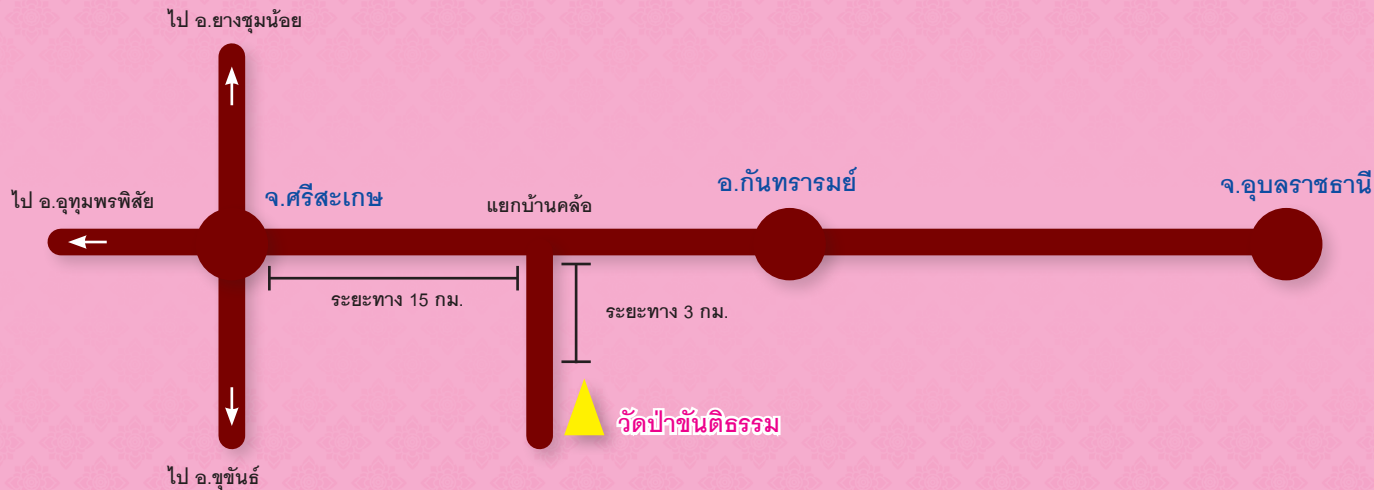 ไป อ.ยางชุมน้อย
ไป อ.อุทุมพรพิสัย
จ.ศรีสะเกษ
แยกบ้านคล้อ
อ.กันทรารมย์
จ.อุบลราชธานี
ระยะทาง 15 กม.
ระยะทาง 3 กม.
วัดป่าขันติธรรม
ไป อ.ขุขันธ์